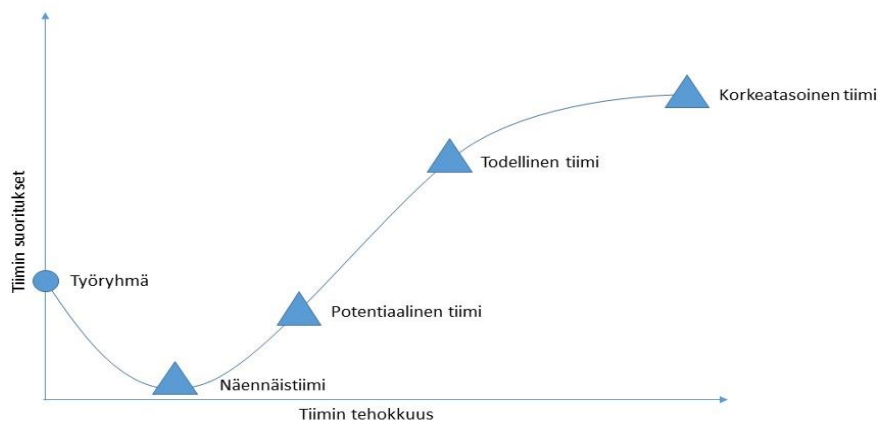 Korkeatasoinen tiimi
Todellinen tiimi
Tiimin suoritukset
Työryhmä
Potentiaalinen tiimi
Näennäistiimi
Tiimin tehokkuus